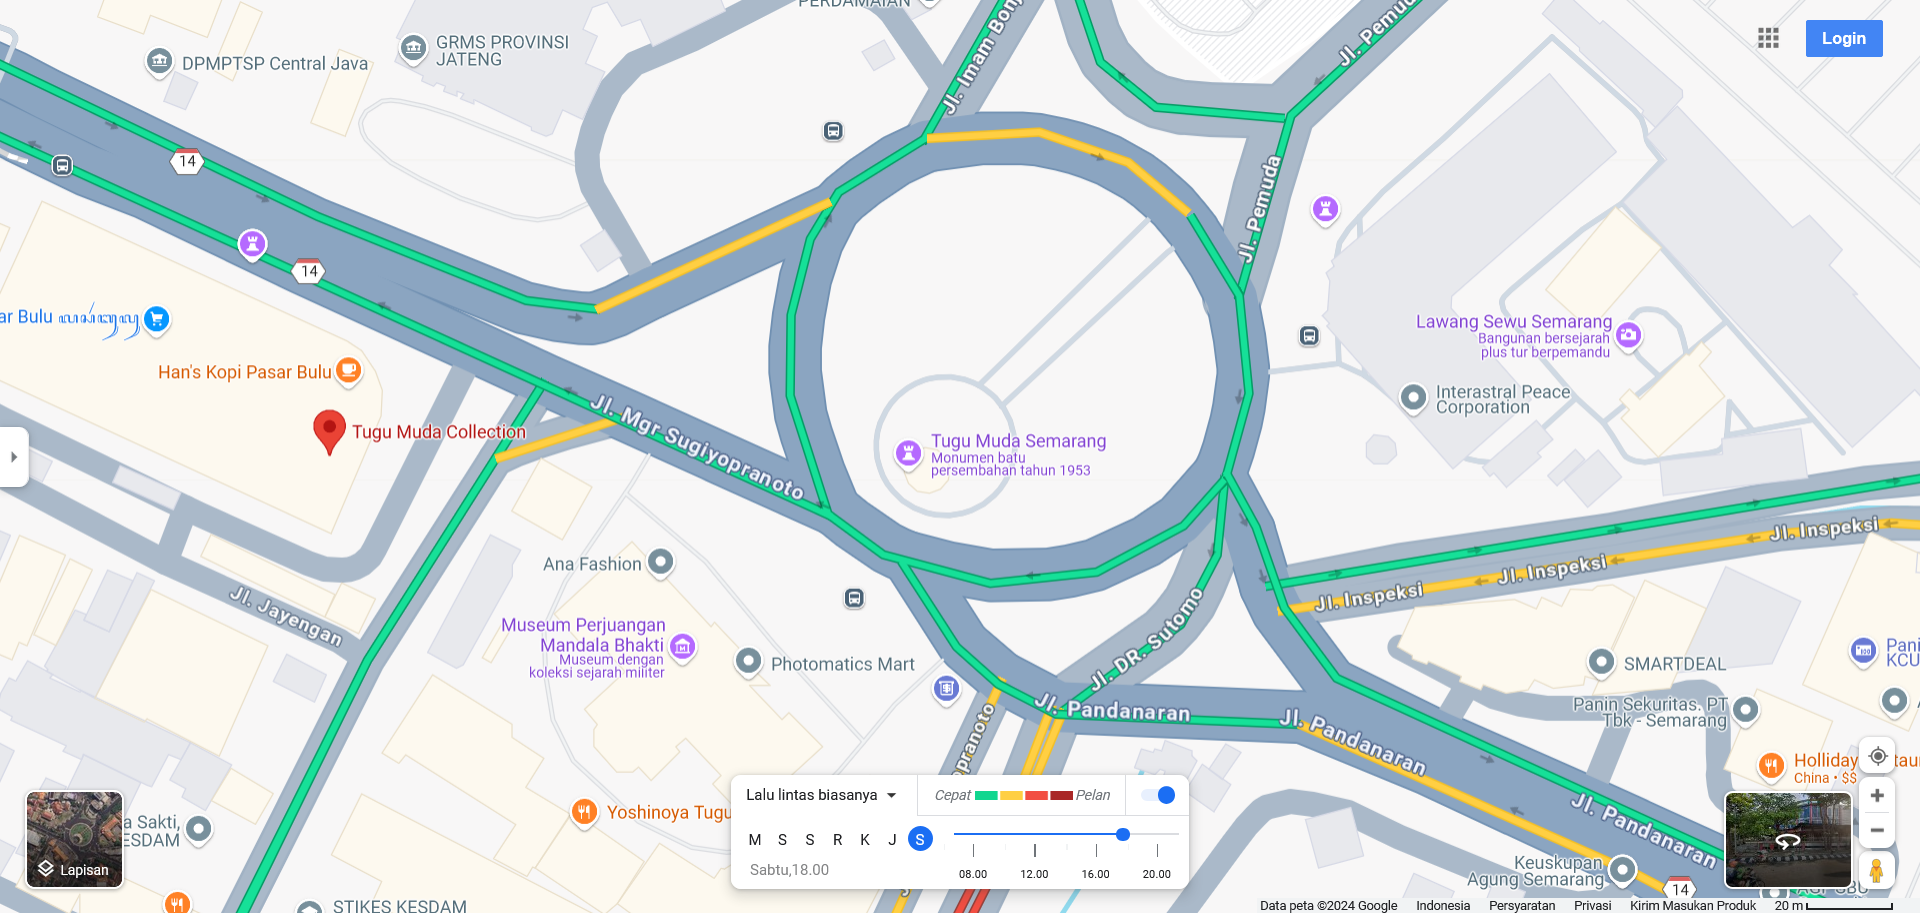 PERDAMAIAN
DPMPTSP Central Java
GRMS PROVINSI
JATENG
Jl. Imam Bonj
Jl. Pemuda
Login
14
14
Jl. Pemuda
ar Bulu
Han's Kopi Pasar Bulu
Tugu Muda Collection
Jl. Mgr Sugiyopranoto
Tugu Muda Semarang
Monumen batu
persembahan tahun 1953
Lawang Sewu Semarang
Bangunan bersejarah
plus tur berpemandu
Interastral Peace
Corporation
Jl. Inspeksi
Jl. Inspeksi
Jl. Inspeksi
Ana Fashion
Jl. Jayengan
Museum Perjuangan
Mandala Bhakti
Museum dengan
koleksi sejarah militer
Photomatics Mart
Jl. DR. Sutomo
Jl. Pandanaran
Jl. Pandanaran
Jl. Pandanaran
opranoto
SMARTDEAL
Pani
KCU
Panin Sekuritas. PT
Tbk - Semarang
Holliday
taur
China • $$
Yoshinoya Tugu
a Sakti,
ESDAM
Lapisan
STIKES KESDAM
Lalu lintas biasanya
Cepat
Pelan
M S S R K J S
Sabtu,18.00
08.00 12.00 16.00 20.00
Keuskupan
Agung Semarang
14
Data peta ©2024 Google
Indonesia
Persyaratan
Privasi
Kirim Masukan Produk
20 m